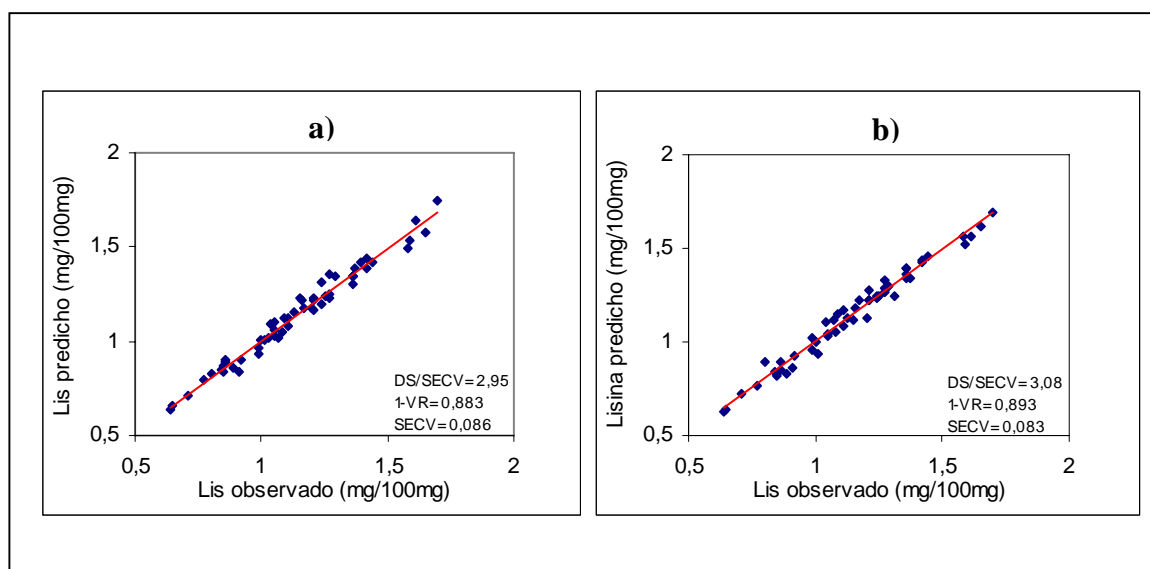 a)
Lis predicho (mg/100mg)
2
1,5
1
0,5
DS/SECV=2,95
1-VR=0,883
SECV=0,086
0,5 1 1,5 2
Lis observado (mg/100mg)
b)
Lisina predicho (mg/100mg)
2
1,5
1
0,5
DS/SECV=3,08
1-VR=0,893
SECV=0,083
0,5 1 1,5 2
Lis observado (mg/100mg)